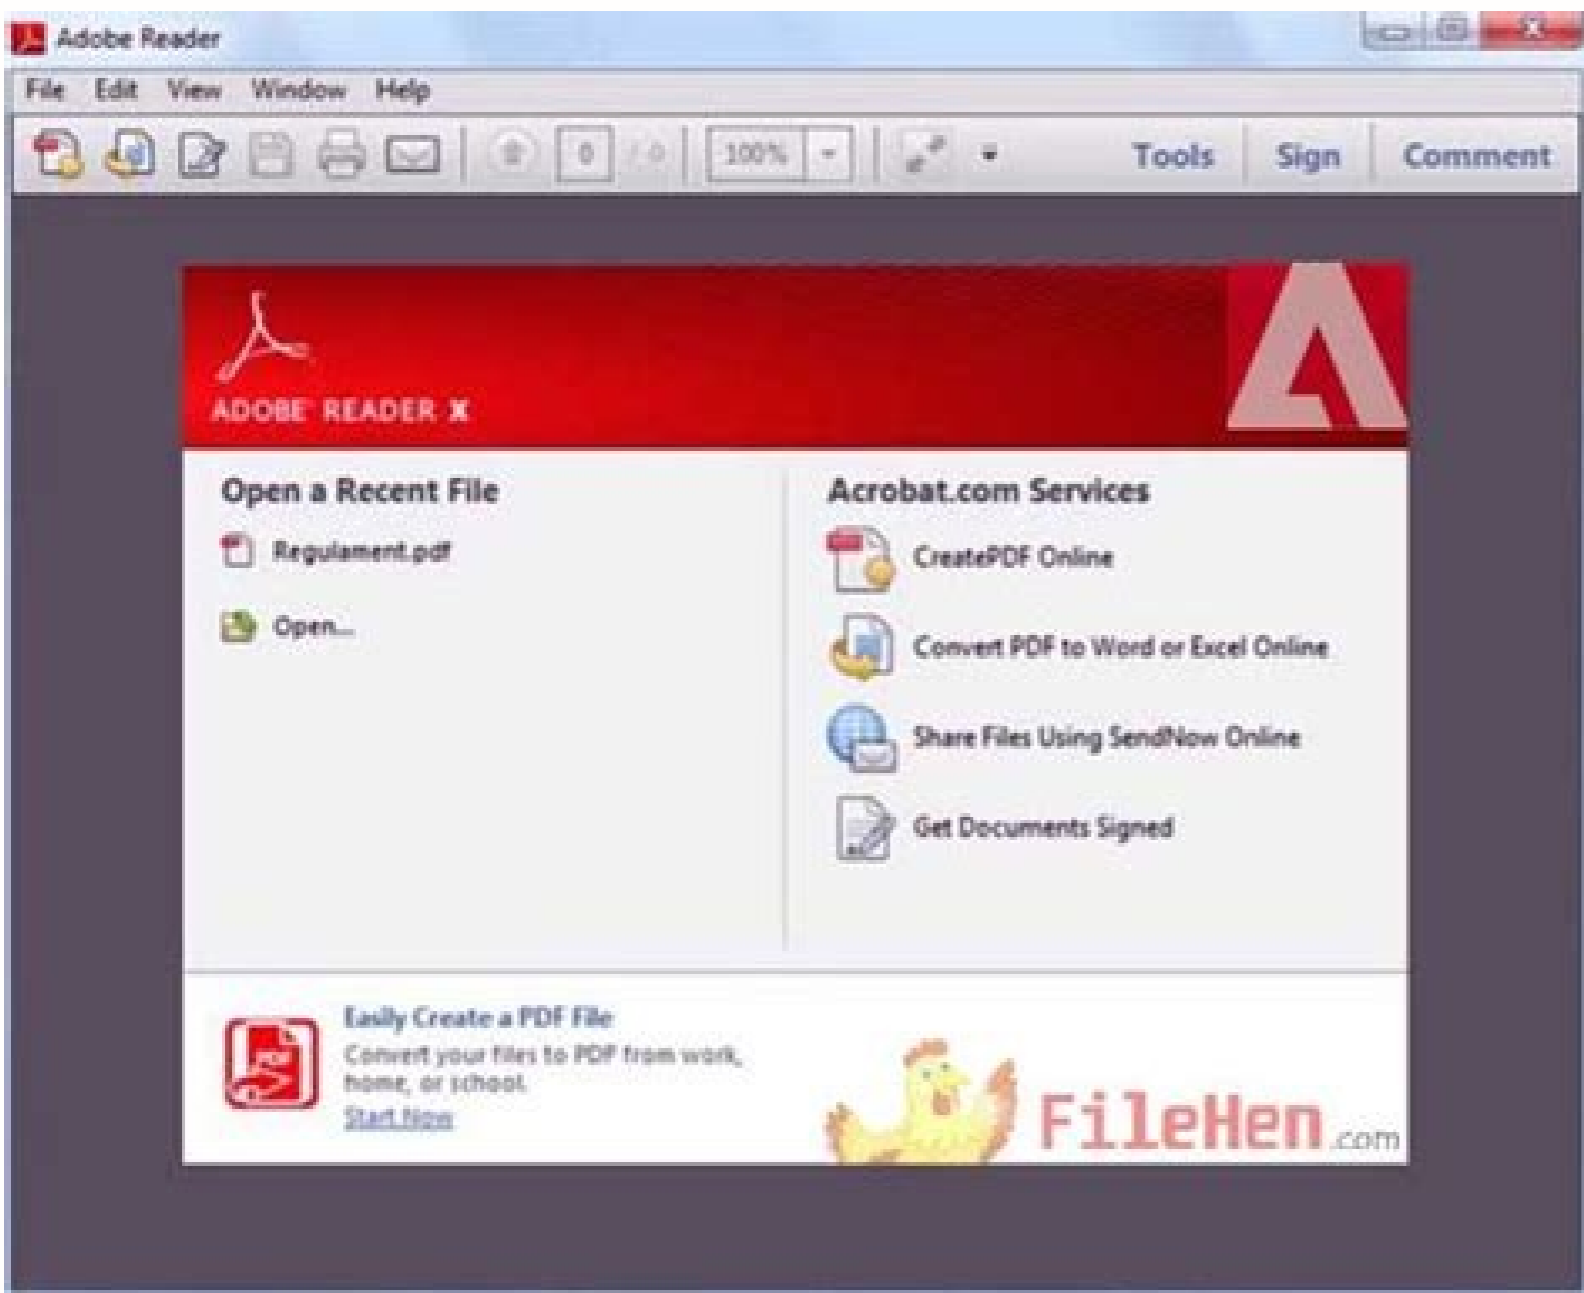 Adobe Reader
File Edit View Window Help
0 / 0 100% Tools Sign Comment
ADOBE READER X
Open a Recent File
Regulament.pdf
Open...
Acrobat.com Services
CreatePDF Online
Convert PDF to Word or Excel Online
Share Files Using SendNow Online
Get Documents Signed
Easily Create a PDF File
Convert your files to PDF from work,
home, or school.
Start Now
FileHen.com